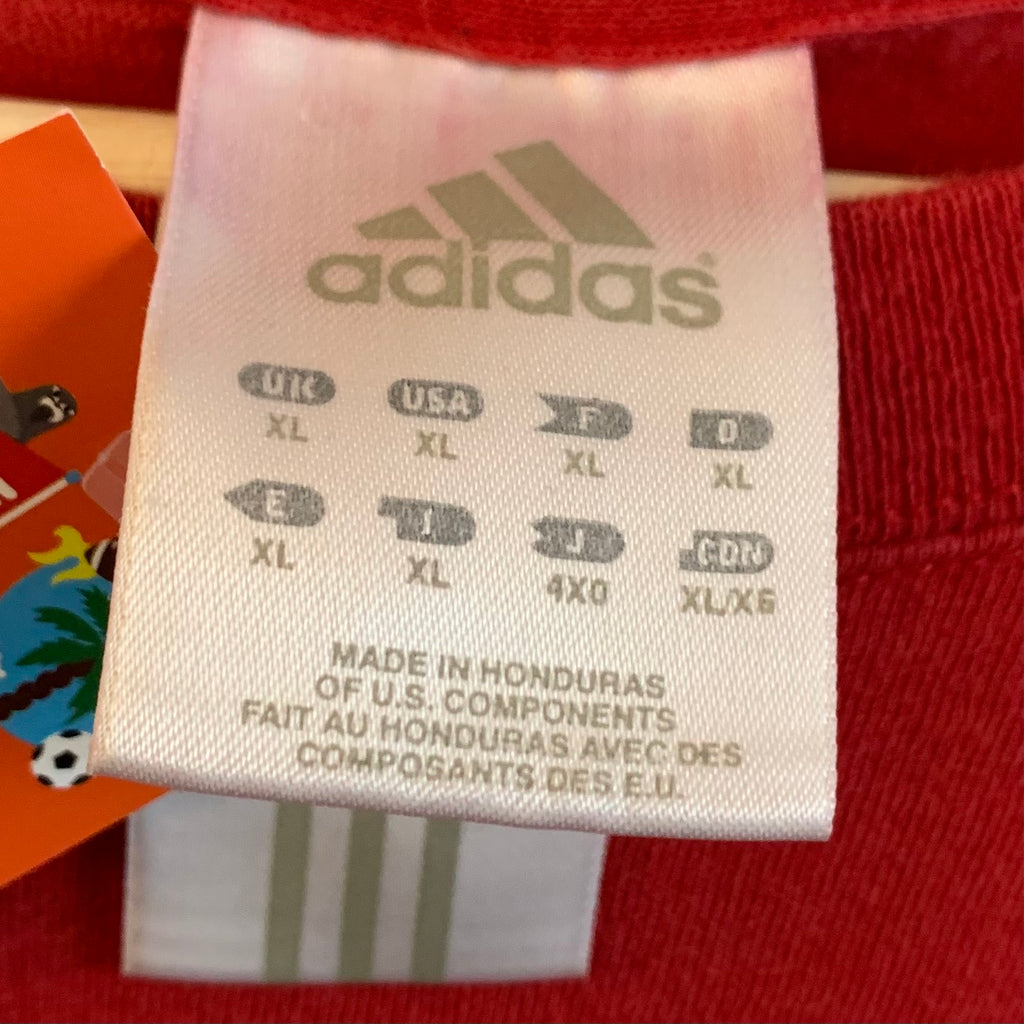 adidas®
UK USA F D
XL XL XL XL
E I J CDN
XL XL 4XO XL/XG
MADE IN HONDURAS
OF U.S. COMPONENTS
FAIT AU HONDURAS AVEC DES
COMPOSANTS DES E.U.